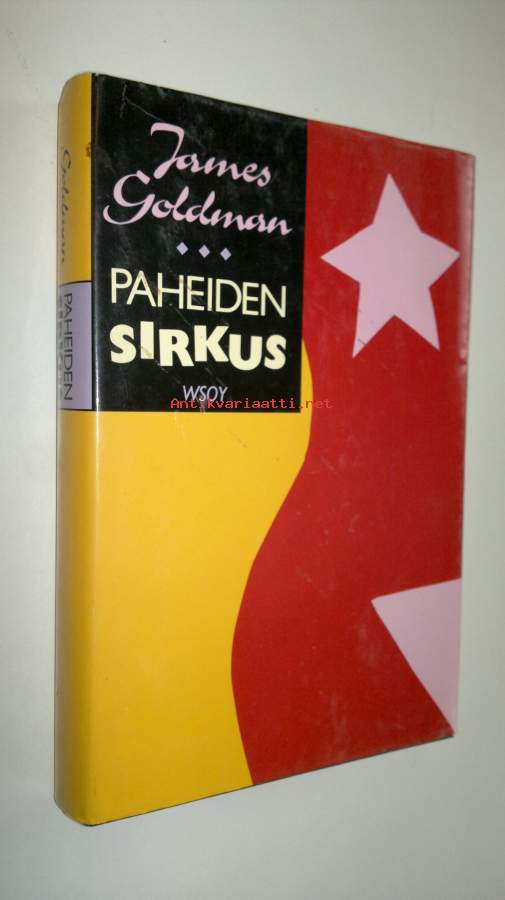 James
Goldman
PAHEIDEN
SIRKUS
WSOY
Antikvariaatti.net
Goldman
PAHEIDEN